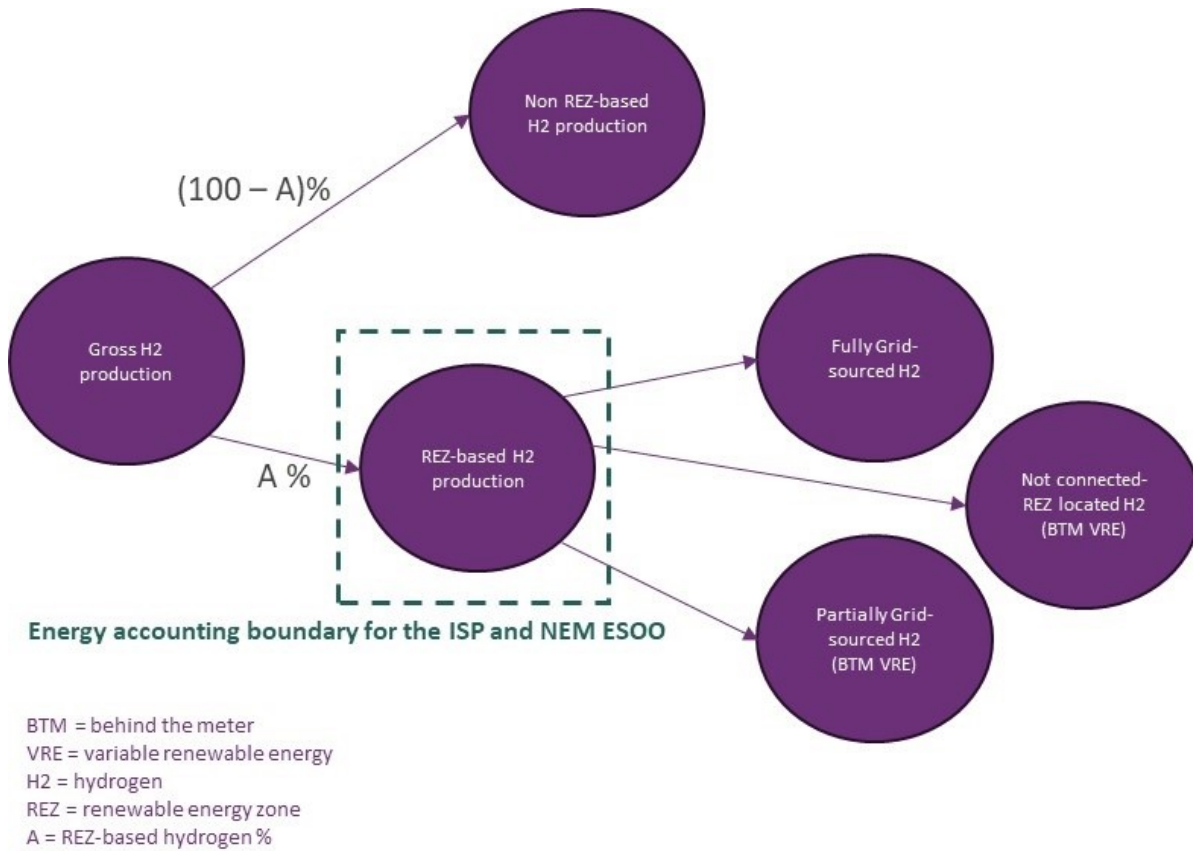 Non REZ-based
H2 production
(100 – A)%
Gross H2
production
A %
REZ-based H2
production
Fully Grid-
sourced H2
Not connected-
REZ located H2
(BTM VRE)
Partially Grid-
sourced H2
(BTM VRE)
Energy accounting boundary for the ISP and NEM ESOO
BTM = behind the meter
VRE = variable renewable energy
H2 = hydrogen
REZ = renewable energy zone
A = REZ-based hydrogen %